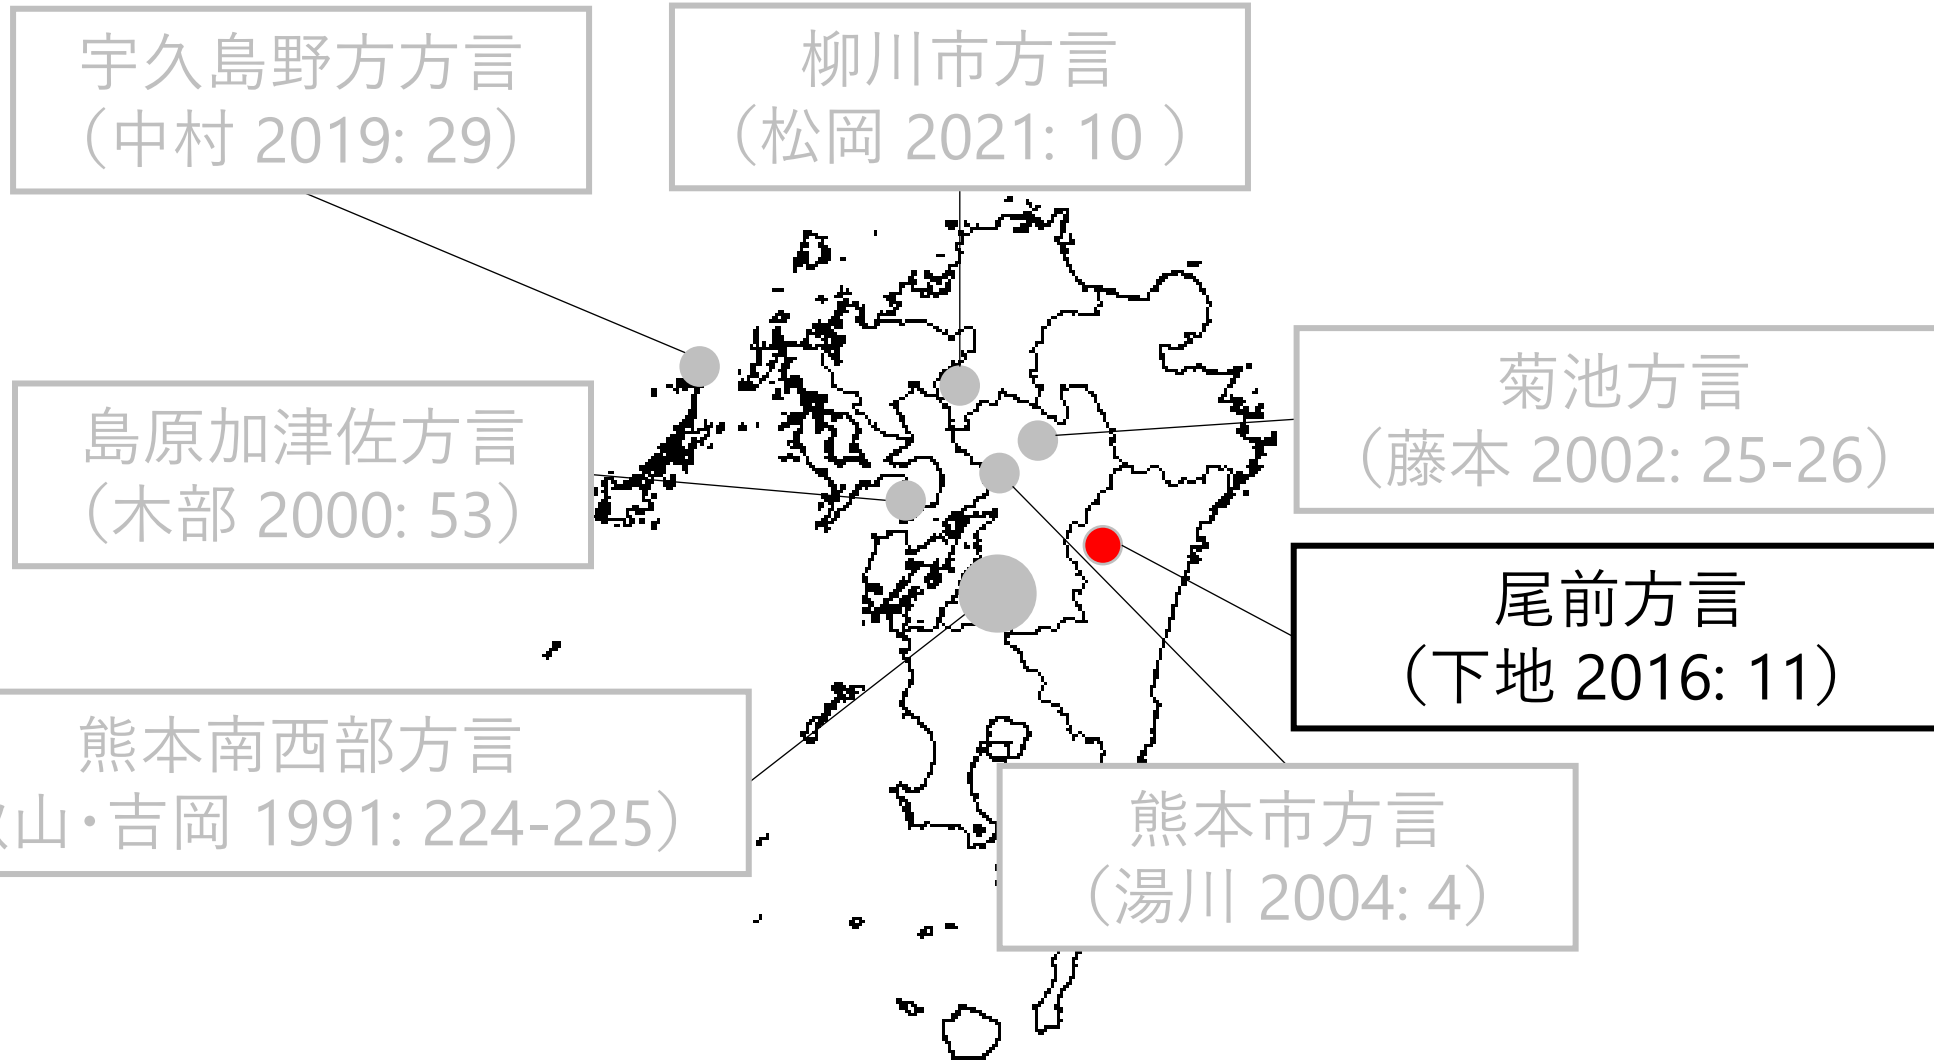 宇久島野方方言
（中村 2019: 29）
柳川市方言
（松岡 2021: 10 ）
島原加津佐方言
（木部 2000: 53）
菊池方言
（藤本 2002: 25-26）
尾前方言
（下地 2016: 11）
熊本南西部方言
山・吉岡 1991: 224-225）
熊本市方言
（湯川 2004: 4）